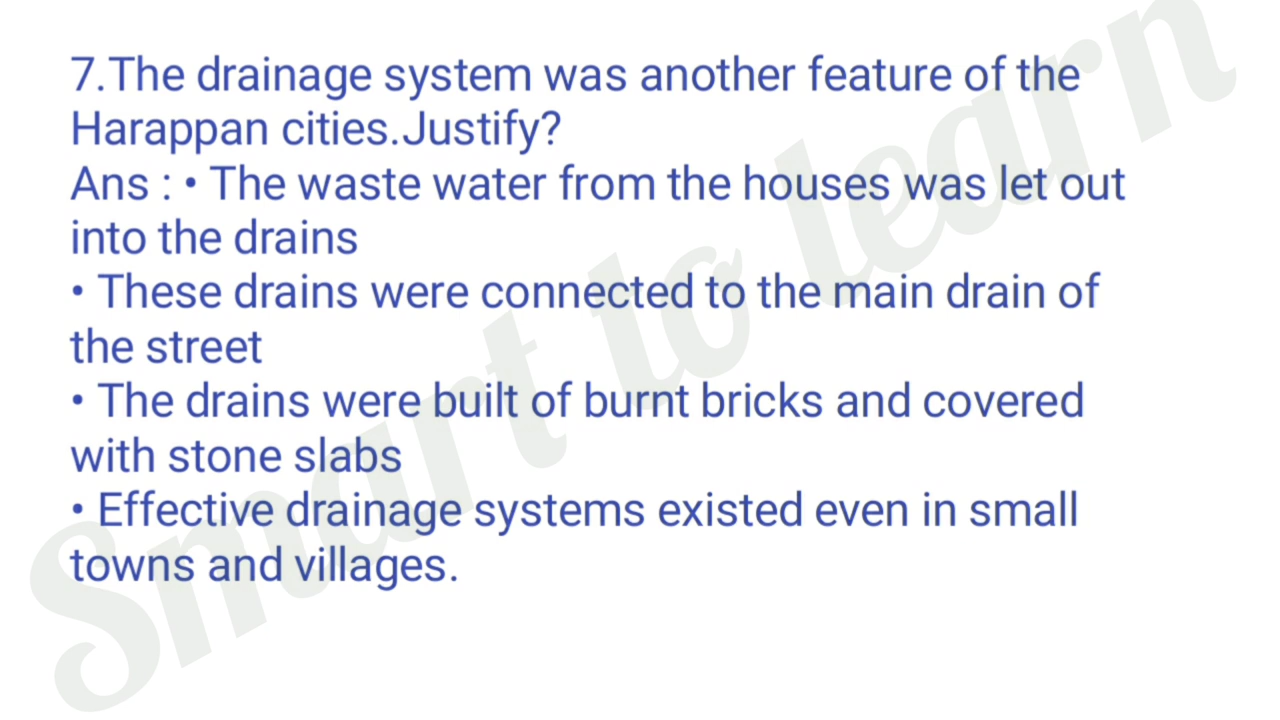 7.The drainage system was another feature of the
Harappan cities.Justify?
Ans : • The waste water from the houses was let out
into the drains
• These drains were connected to the main drain of
the street
• The drains were built of burnt bricks and covered
with stone slabs
• Effective drainage systems existed even in small
towns and villages.
Smart to learn